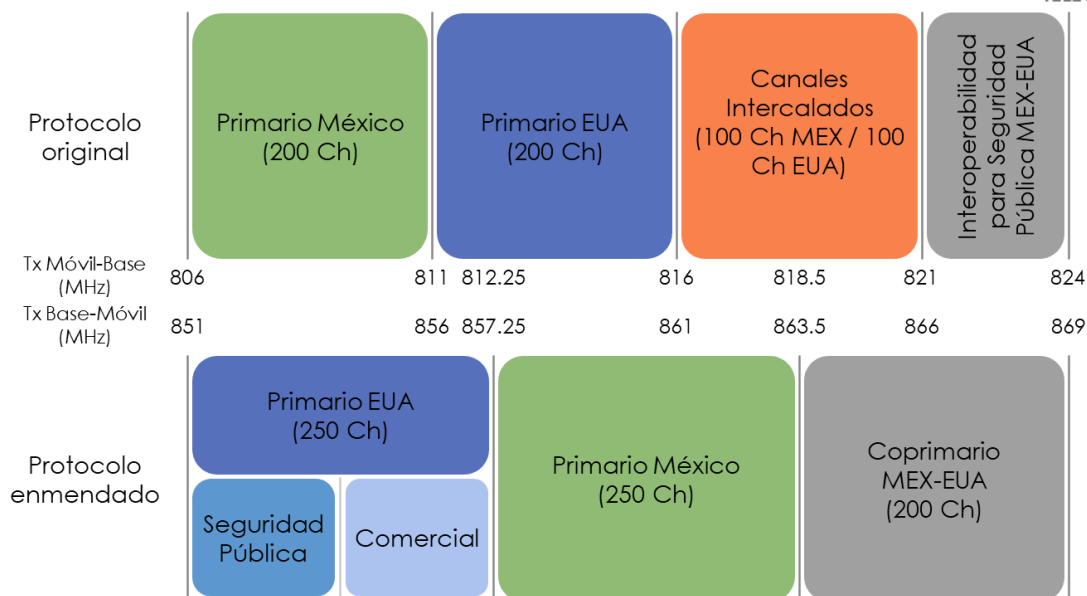 Protocolo
original
Primario México
(200 Ch)
Primario EUA
(200 Ch)
Canales
Intercalados
(100 Ch MEX / 100
Ch EUA)
Interoperabilidad
para Seguridad
Pública MEX-EUA
Tx Móvil-Base
(MHz)
806 811 812.25 816 818.5 821 824
Tx Base-Móvil
(MHz)
851 856 857.25 861 863.5 866 869
Protocolo
enmendado
Primario EUA
(250 Ch)
Seguridad
Pública
Comercial
Primario México
(250 Ch)
Coprimario
MEX-EUA
(200 Ch)